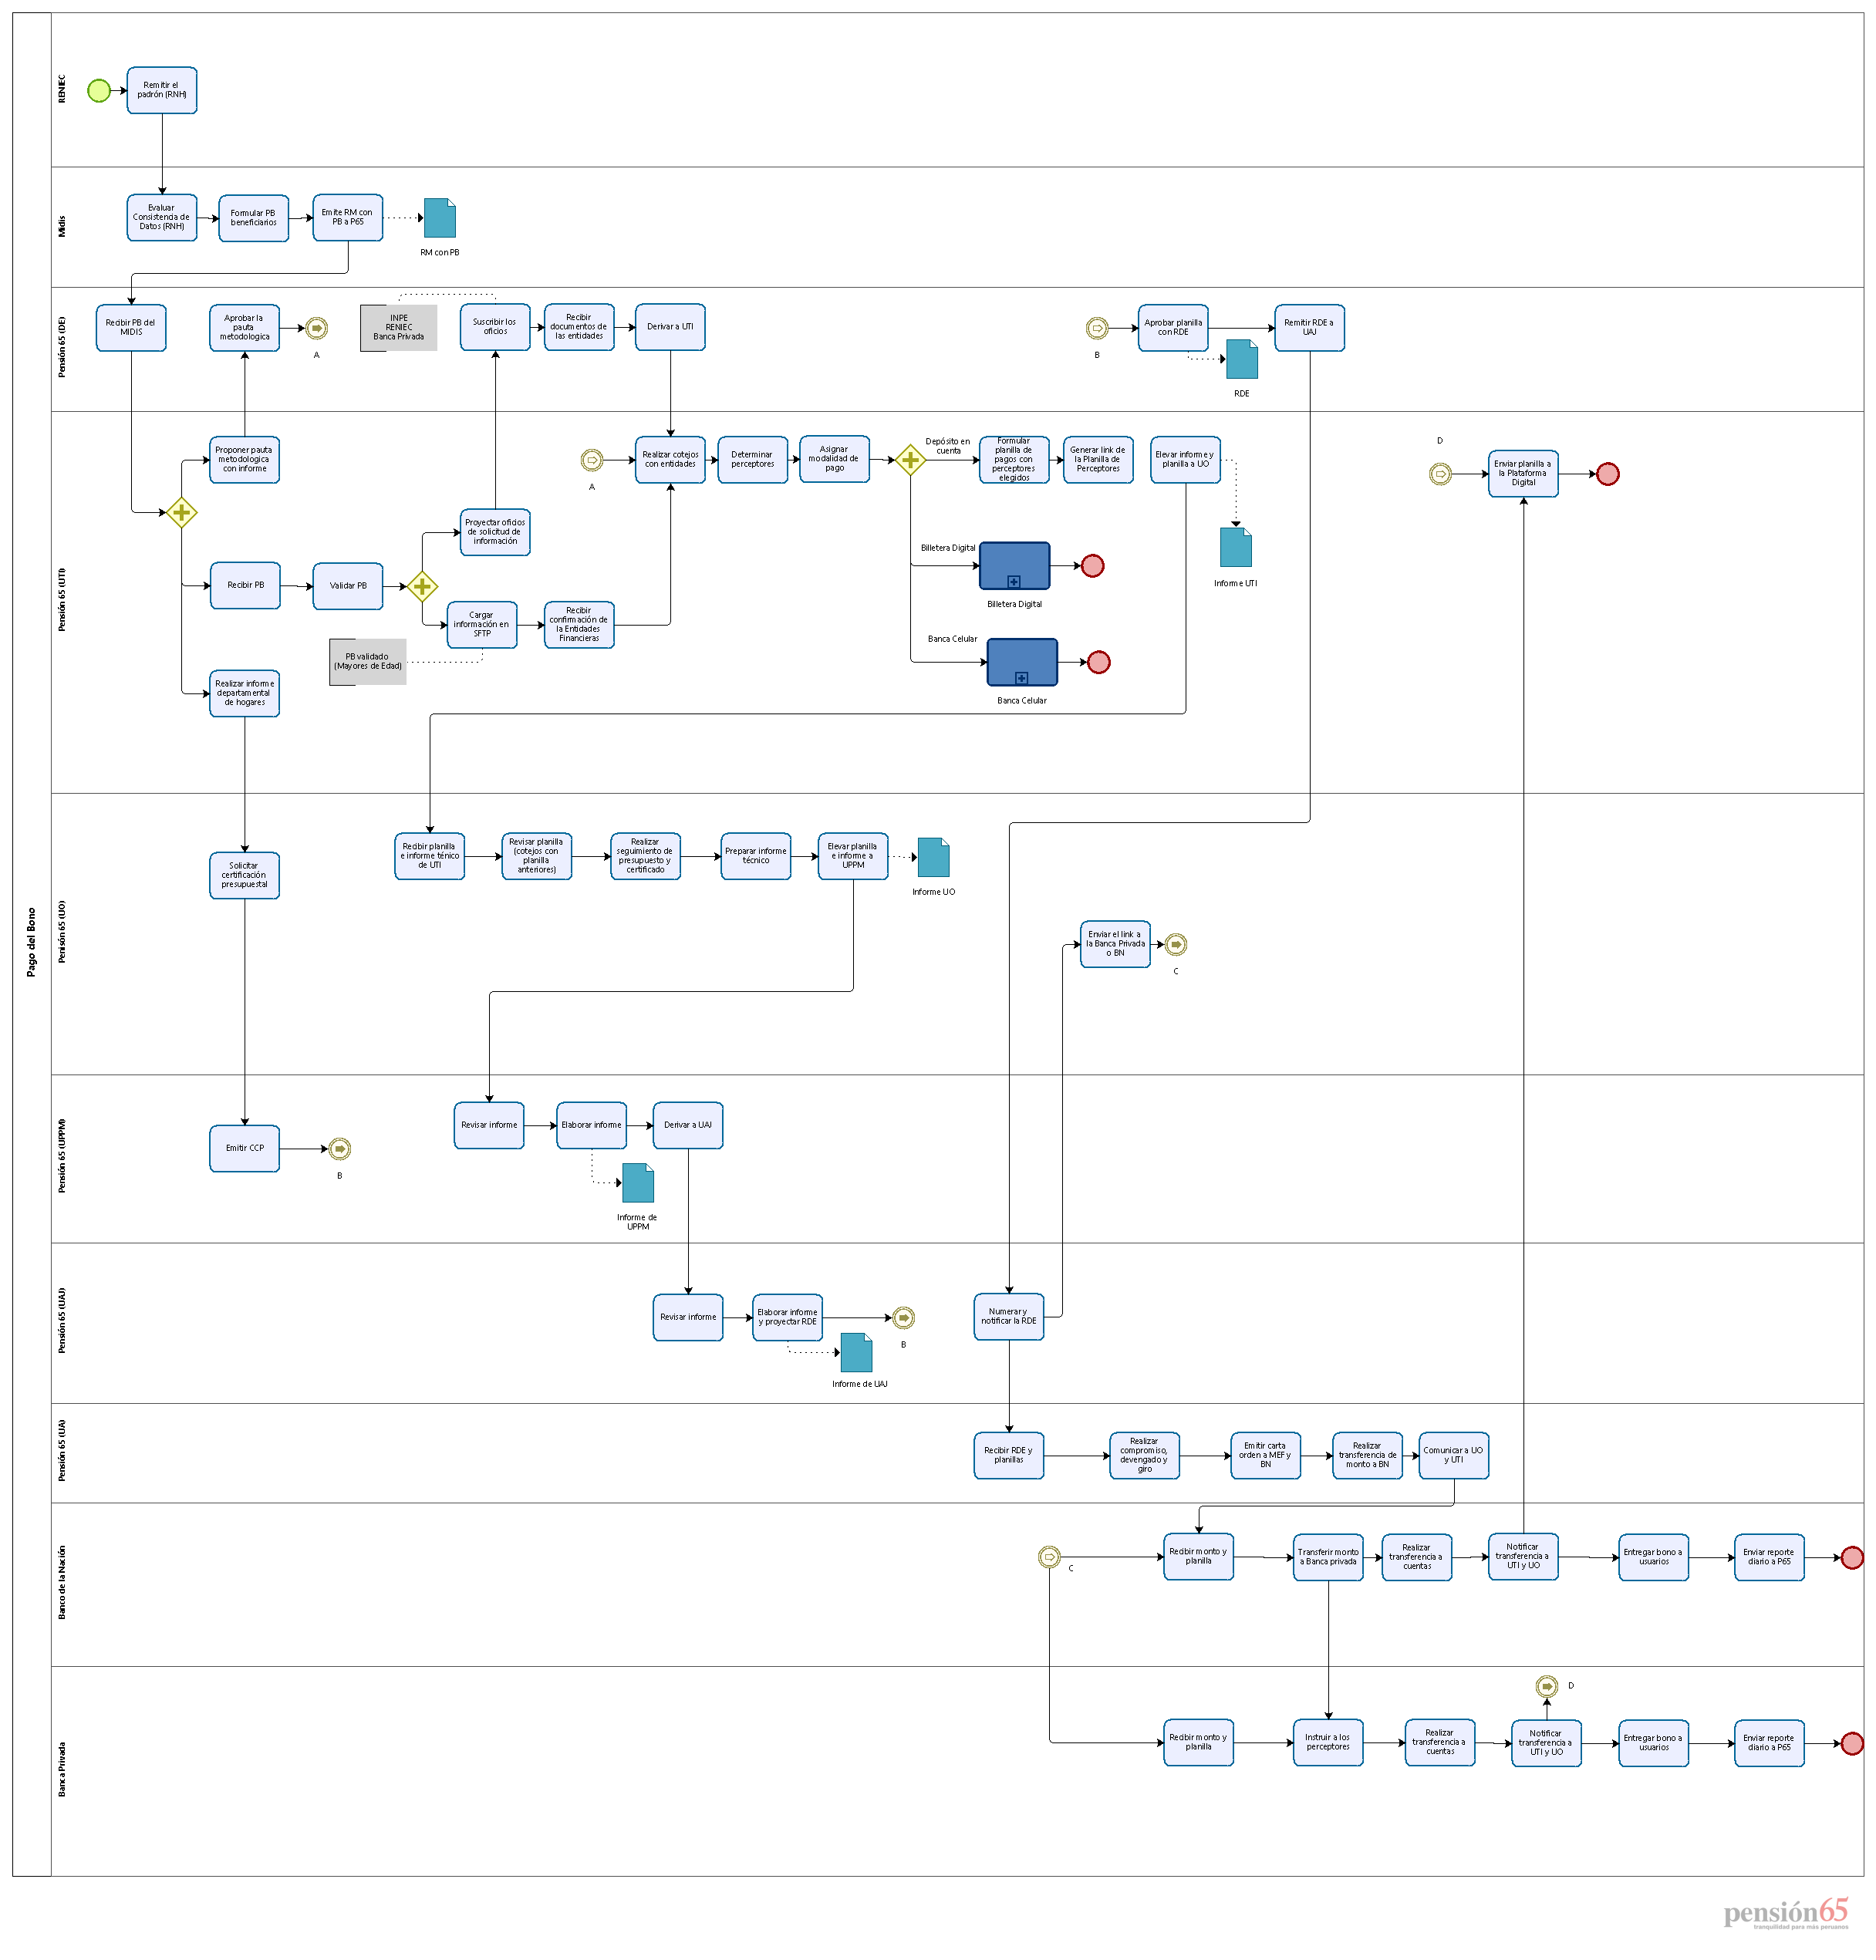 Pago del Bono
RENIEC
Remitir el
padrón (RNH)
Midis
Evaluar
Consistencia de
Datos (RNH)
Formular PB
beneficiarios
Emite RM con
PB a P65
RM con PB
Pensión 65 (DE)
Recibir PB del
MIDIS
Aprobar la
pauta
metodologica
A
INPE
RENIEC
Banca Privada
Suscribir los
oficios
Recibir
documentos de
las entidades
Derivar a UTI
B
Aprobar planilla
con RDE
RDE
Remitir RDE a
UAJ
Pensión 65 (UTI)
Proponer pauta
metodologica
con informe
Recibir PB
Validar PB
Proyectar oficios
de solicitud de
información
Cargar
información en
SFTP
Recibir
confirmación de
la Entidades
Financieras
PB validado
(Mayores de Edad)
Realizar informe
departamental
de hogares
A
Realizar cotejos
con entidades
Determinar
perceptores
Asignar
modalidad de
pago
Depósito en
cuenta
Formular
planilla de
pagos con
perceptores
elegidos
Generar link de
la Planilla de
Perceptores
Elevar informe y
planilla a UO
Informe UTI
Billetera Digital
Billetera Digital
Banca Celular
Banca Celular
D
Enviar planilla a
la Plataforma
Digital
Penisón 65 (UO)
Solicitar
certificación
presupuestal
Recibir planilla
e informe ténico
de UTI
Revisar planilla
(cotejos con
planilla
anteriores)
Realizar
seguimiento de
presupuesto y
certificado
Preparar informe
técnico
Elevar planilla
e informe a
UPPM
Informe UO
Enviar el link a
la Banca Privada
o BN
C
Pensión 65 (UPPM)
Emitir CCP
B
Revisar informe
Elaborar informe
Informe de
UPPM
Derivar a UAJ
Pensión 65 (UAJ)
Revisar informe
Elaborar informe
y proyectar RDE
Informe de UAJ
B
Numerar y
notificar la RDE
Pensión 65 (UA)
Recibir RDE y
planillas
Realizar
compromiso,
devengado y
giro
Emitir carta
orden a MEF y
BN
Realizar
transferencia de
monto a BN
Comunicar a UO
y UTI
Banco de la Nación
C
Recibir monto y
planilla
Transferir monto
a Banca privada
Realizar
transferencia a
cuentas
Notificar
transferencia a
UTI y UO
Entregar bono a
usuarios
Enviar reporte
diario a P65
Banca Privada
D
Recibir monto y
planilla
Instruir a los
perceptores
Realizar
transferencia a
cuentas
Notificar
transferencia a
UTI y UO
Entregar bono a
usuarios
Enviar reporte
diario a P65
pensión65
tranquilidad para más peruanos